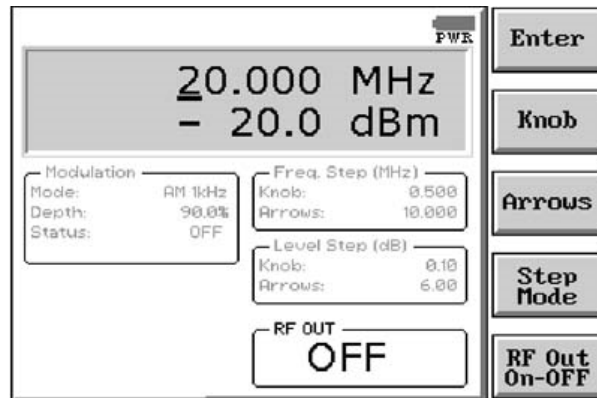 PWR
20.000 MHz
- 20.0 dBm
Modulation
Mode: AM 1kHz
Depth: 90.0%
Status: OFF
Freq. Step (MHz)
Knob: 0.500
Arrows: 10.000
Level Step (dB)
Knob: 0.10
Arrows: 6.00
RF OUT
OFF
Enter
Knob
Arrows
Step
Mode
RF Out
On-OFF